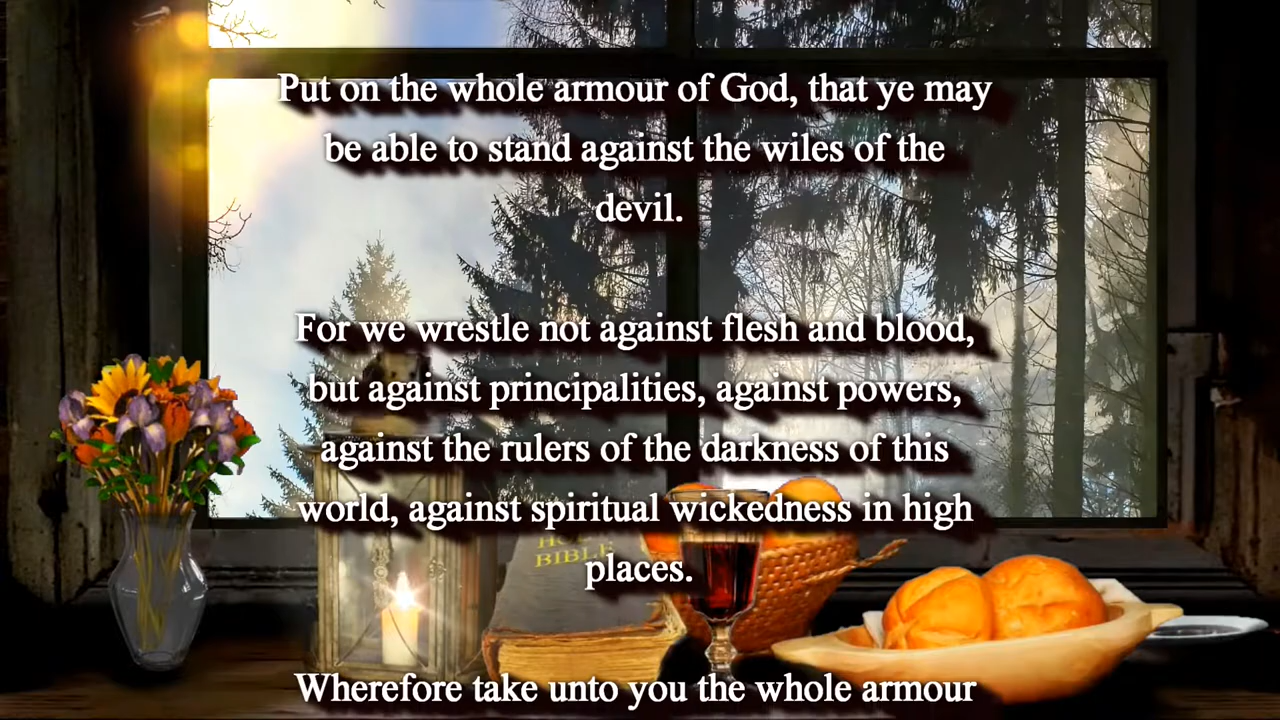 Put on the whole armour of God, that ye may
be able to stand against the wiles of the
devil.
For we wrestle not against flesh and blood,
but against principalities, against powers,
against the rulers of the darkness of this
world, against spiritual wickedness in high
places.
HOLY
BIBLE
Wherefore take unto you the whole armour